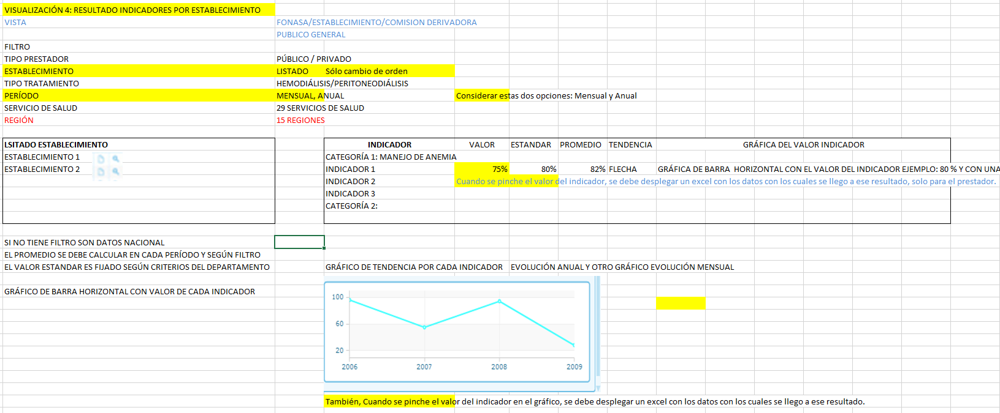 VISUALIZACIÓN 4: RESULTADO INDICADORES POR ESTABLECIMIENTO
VISTA FONASA/ESTABLECIMIENTO/COMISION DERIVADORA
PUBLICO GENERAL
FILTRO
TIPO PRESTADOR PÚBLICO / PRIVADO
ESTABLECIMIENTO LISTADO Sólo cambio de orden
TIPO TRATAMIENTO HEMODIÁLISIS/PERITONEODIÁLISIS
PERÍODO MENSUAL, ANUAL Considerar estas dos opciones: Mensual y Anual
SERVICIO DE SALUD 29 SERVICIOS DE SALUD
REGIÓN 15 REGIONES
LSITADO ESTABLECIMIENTO INDICADOR VALOR ESTANDAR PROMEDIO TENDENCIA GRÁFICA DEL VALOR INDICADOR
ESTABLECIMIENTO 1 CATEGORÍA 1: MANEJO DE ANEMIA
ESTABLECIMIENTO 2 INDICADOR 1 75% 80% 82% FLECHA GRÁFICA DE BARRA HORIZONTAL CON EL VALOR DEL INDICADOR EJEMPLO: 80 % Y CON UNA
INDICADOR 2 Cuando se pinche el valor del indicador, se debe desplegar un excel con los datos con los cuales se llego a ese resultado, solo para el prestador.
INDICADOR 3
CATEGORÍA 2:
SI NO TIENE FILTRO SON DATOS NACIONAL
EL PROMEDIO SE DEBE CALCULAR EN CADA PERÍODO Y SEGÚN FILTRO
EL VALOR ESTANDAR ES FIJADO SEGÚN CRITERIOS DEL DEPARTAMENTO GRÁFICO DE TENDENCIA POR CADA INDICADOR EVOLUCIÓN ANUAL Y OTRO GRÁFICO EVOLUCIÓN MENSUAL
GRÁFICO DE BARRA HORIZONTAL CON VALOR DE CADA INDICADOR
100
60
20
2006 2007 2008 2009
También, Cuando se pinche el valor del indicador en el gráfico, se debe desplegar un excel con los datos con los cuales se llego a ese resultado.